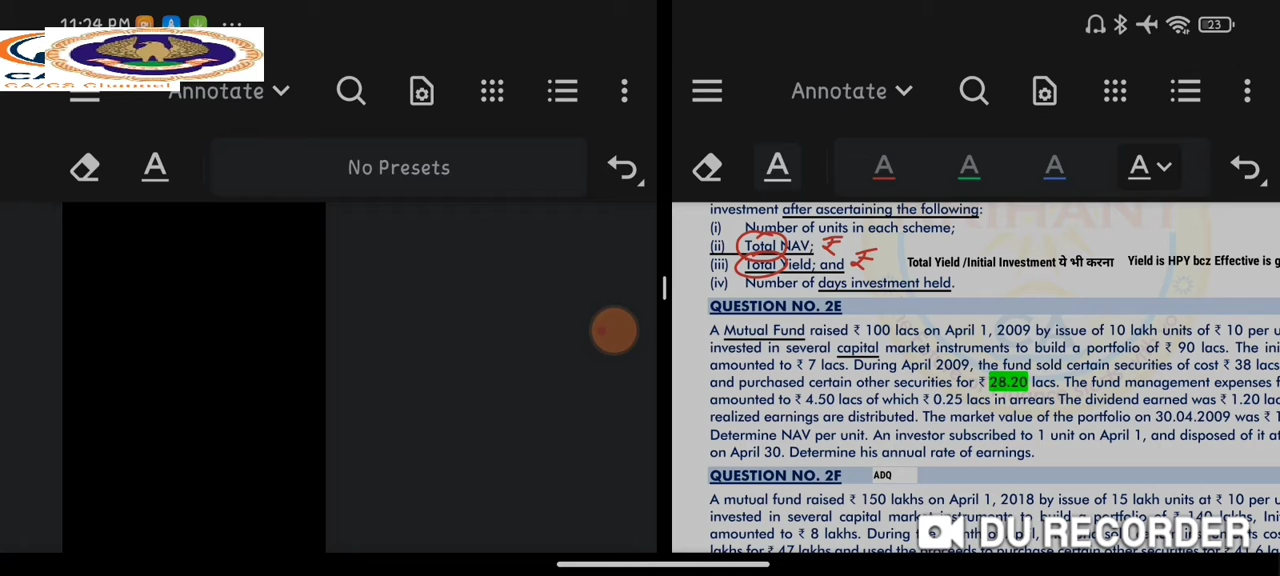 11:24 PM
23
Annotate
Annotate
No Presets
investment after ascertaining the following:
(i) Number of units in each scheme;
(ii) Total NAV; ₹
(iii) Total Yield; and ₹
Total Yield /Initial Investment ये भी करना
Yield is HPY bcz Effective is g
(iv) Number of days investment held.
QUESTION NO. 2E
A Mutual Fund raised ₹ 100 lacs on April 1, 2009 by issue of 10 lakh units of ₹ 10 per u
invested in several capital market instruments to build a portfolio of ₹ 90 lacs. The ini
amounted to ₹ 7 lacs. During April 2009, the fund sold certain securities of cost ₹ 38 lacs
and purchased certain other securities for ₹ 28.20 lacs. The fund management expenses f
amounted to ₹ 4.50 lacs of which ₹ 0.25 lacs in arrears The dividend earned was ₹ 1.20 lac
realized earnings are distributed. The market value of the portfolio on 30.04.2009 was ₹ 1
Determine NAV per unit. An investor subscribed to 1 unit on April 1, and disposed of it at
on April 30. Determine his annual rate of earnings.
QUESTION NO. 2F ADQ
A mutual fund raised ₹ 150 lakhs on April 1, 2018 by issue of 15 lakh units at ₹ 10 per u
invested in several capital market instruments to build a portfolio of ₹ 140 lakhs, Init
amounted to ₹ 8 lakhs. During the month of April,
DU RECORDER